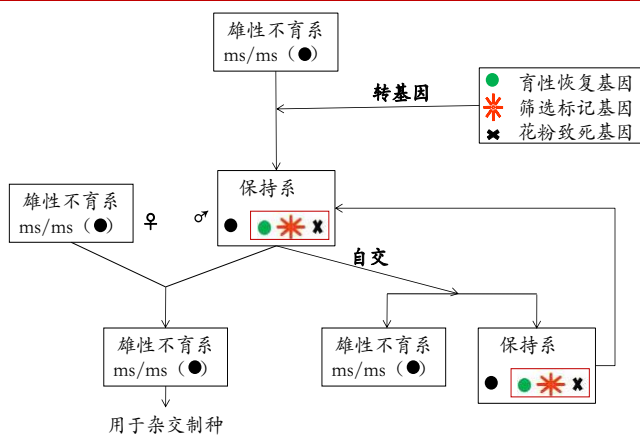 雄性不育系
ms/ms（●）
转基因
育性恢复基因
筛选标记基因
花粉致死基因
保持系
雄性不育系
ms/ms（●）
♀
♂
自交
雄性不育系
ms/ms（●）
雄性不育系
ms/ms（●）
保持系
用于杂交制种